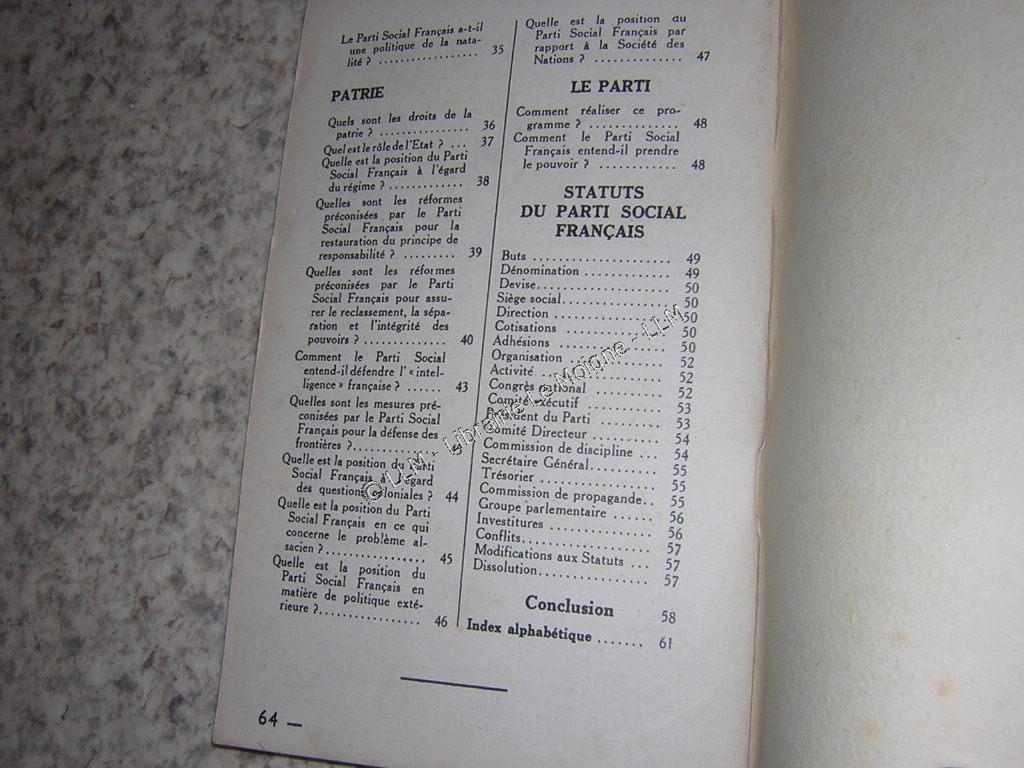 Le Parti Social Français a-t-il
une politique de la nata-
lité ? .................. 35
PATRIE
Quels sont les droits de la
patrie ? ................ 36
Quel est le rôle de l'Etat ? ... 37
Quelle est la position du Parti
Social Français à l'égard
du régime ? ............. 38
Quelles sont les réformes
préconisées par le Parti
Social Français pour la
restauration du principe de
responsabilité ? ......... 39
Quelles sont les réformes
préconisées par le Parti
Social Français pour assu-
rer le reclassement, la sépa-
ration et l'intégrité des
pouvoirs ? .............. 40
Comment le Parti Social
entend-il défendre l' « intel-
ligence » française ? ...... 43
Quelles sont les mesures pré-
conisées par le Parti Social
Français pour la défense des
frontières ?..............
Quelle est la position du Parti
Social Français à l'égard
des questions coloniales ? 44
Quelle est la position du Parti
Social Français en ce qui
concerne le problème al-
sacien ?................. 45
Quelle est la position du
Parti Social Français en
matière de politique exté-
rieure ?.................. 46
64 —
Quelle est la position du
Parti Social Français par
rapport à la Société des
Nations ? ............... 47
LE PARTI
Comment réaliser ce pro-
gramme ? ............... 48
Comment le Parti Social
Français entend-il prendre
le pouvoir ? ............. 48
STATUTS
DU PARTI SOCIAL
FRANÇAIS
Buts ...................... 49
Dénomination ............. 49
Devise..................... 50
Siège social................ 50
Direction .................. 50
Cotisations ................ 50
Adhésions ................. 50
Organisation .............. 52
Activité ................... 52
Congrès national .......... 52
Comité exécutif ............ 53
Président du Parti ......... 53
Comité Directeur .......... 54
Commission de discipline ... 54
Secrétaire Général.......... 55
Trésorier .................. 55
Commission de propagande.. 55
Groupe parlementaire ...... 56
Investitures ............... 56
Conflits.................... 57
Modifications aux Statuts ... 57
Dissolution................. 57
Conclusion 58
Index alphabétique ....... 61
© LLM - Librairie Le Moigne - LLM